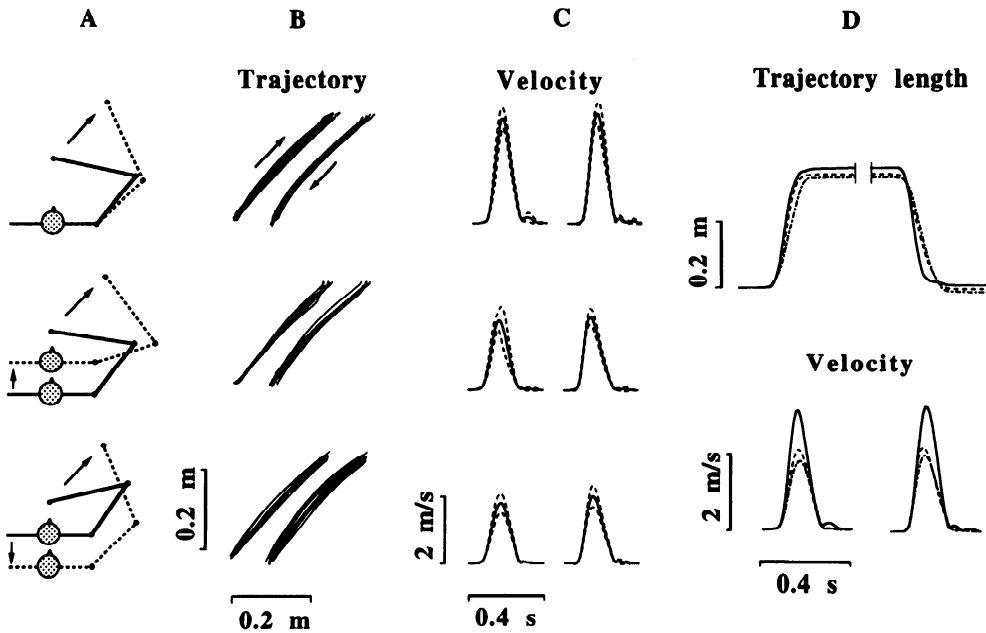 A B C D
Trajectory
Velocity
Trajectory length
0.2 m
Velocity
0.2 m
2 m/s
2 m/s
0.2 m
0.4 s
0.4 s